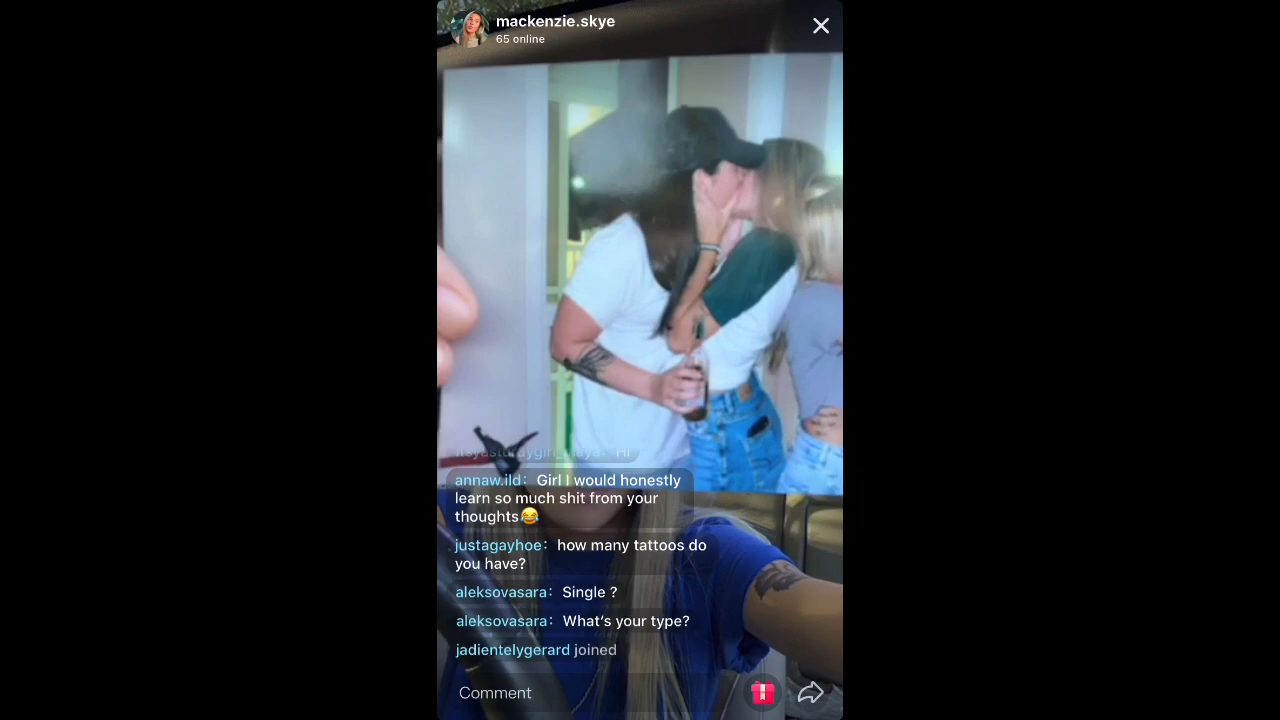 mackenzie.skye
65 online
Hi
annaw.ild: Girl I would honestly
learn so much shit from your
thoughts😂
justagayhoe: how many tattoos do
you have?
aleksovasara: Single ?
aleksovasara: What's your type?
jadientelygerard joined
Comment